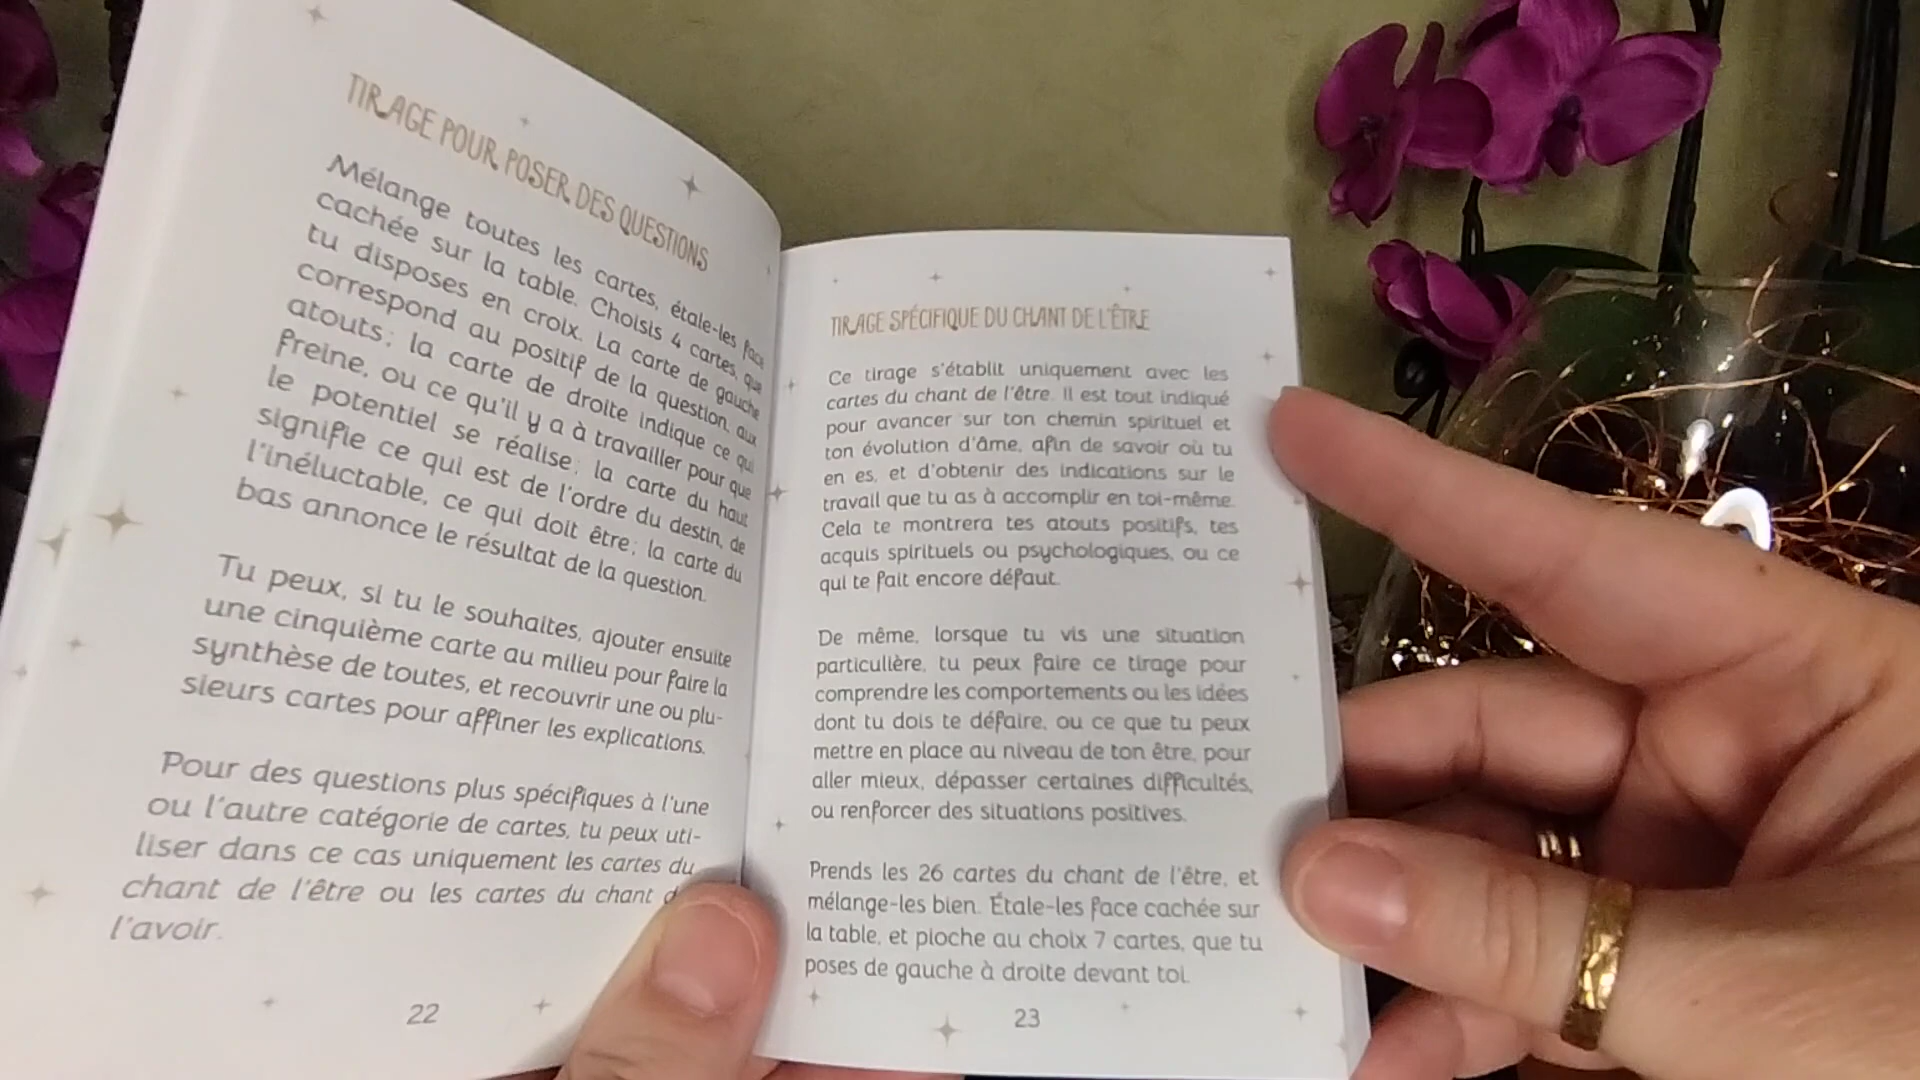 TIRAGE POUR POSER DES QUESTIONS
Mélange toutes les cartes, étale-les face
cachée sur la table. Choisis 4 cartes, que
tu disposes en croix. La carte de gauche
correspond au positif de la question, aux
atouts ; la carte de droite indique ce qui
freine, ou ce qu'il y a à travailler pour que
le potentiel se réalise ; la carte du haut
signifie ce qui est de l'ordre du destin, de
l'inéluctable, ce qui doit être ; la carte du
bas annonce le résultat de la question.
Tu peux, si tu le souhaites, ajouter ensuite
une cinquième carte au milieu pour faire la
synthèse de toutes, et recouvrir une ou plu-
sieurs cartes pour affiner les explications.
Pour des questions plus spécifiques à l'une
ou l'autre catégorie de cartes, tu peux uti-
liser dans ce cas uniquement les cartes du
chant de l'être ou les cartes du chant d
l'avoir.
22
TIRAGE SPÉCIFIQUE DU CHANT DE L'ÊTRE
Ce tirage s'établit uniquement avec les
cartes du chant de l'être. Il est tout indiqué
pour avancer sur ton chemin spirituel et
ton évolution d'âme, afin de savoir où tu
en es, et d'obtenir des indications sur le
travail que tu as à accomplir en toi-même.
Cela te montrera tes atouts positifs, tes
acquis spirituels ou psychologiques, ou ce
qui te fait encore défaut.
De même, lorsque tu vis une situation
particulière, tu peux faire ce tirage pour
comprendre les comportements ou les idées
dont tu dois te défaire, ou ce que tu peux
mettre en place au niveau de ton être, pour
aller mieux, dépasser certaines difficultés,
ou renforcer des situations positives.
Prends les 26 cartes du chant de l'être, et
mélange-les bien. Étale-les face cachée sur
la table, et pioche au choix 7 cartes, que tu
poses de gauche à droite devant toi.
23